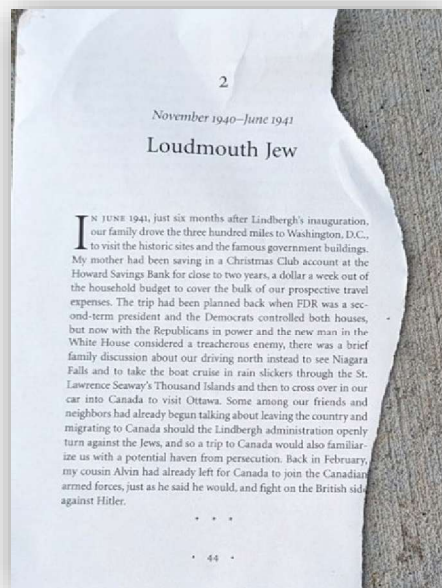 2
November 1940–June 1941
Loudmouth Jew
IN JUNE 1941, just six months after Lindbergh's inauguration,
our family drove the three hundred miles to Washington, D.C.,
to visit the historic sites and the famous government buildings.
My mother had been saving in a Christmas Club account at the
Howard Savings Bank for close to two years, a dollar a week out of
the household budget to cover the bulk of our prospective travel
expenses. The trip had been planned back when FDR was a sec-
ond-term president and the Democrats controlled both houses,
but now with the Republicans in power and the new man in the
White House considered a treacherous enemy, there was a brief
family discussion about our driving north instead to see Niagara
Falls and to take the boat cruise in rain slickers through the St.
Lawrence Seaway's Thousand Islands and then to cross over in our
car into Canada to visit Ottawa. Some among our friends and
neighbors had already begun talking about leaving the country and
migrating to Canada should the Lindbergh administration openly
turn against the Jews, and so a trip to Canada would also familiar-
ize us with a potential haven from persecution. Back in February,
my cousin Alvin had already left for Canada to join the Canadian
armed forces, just as he said he would, and fight on the British side
against Hitler.
• • •
• 44 •